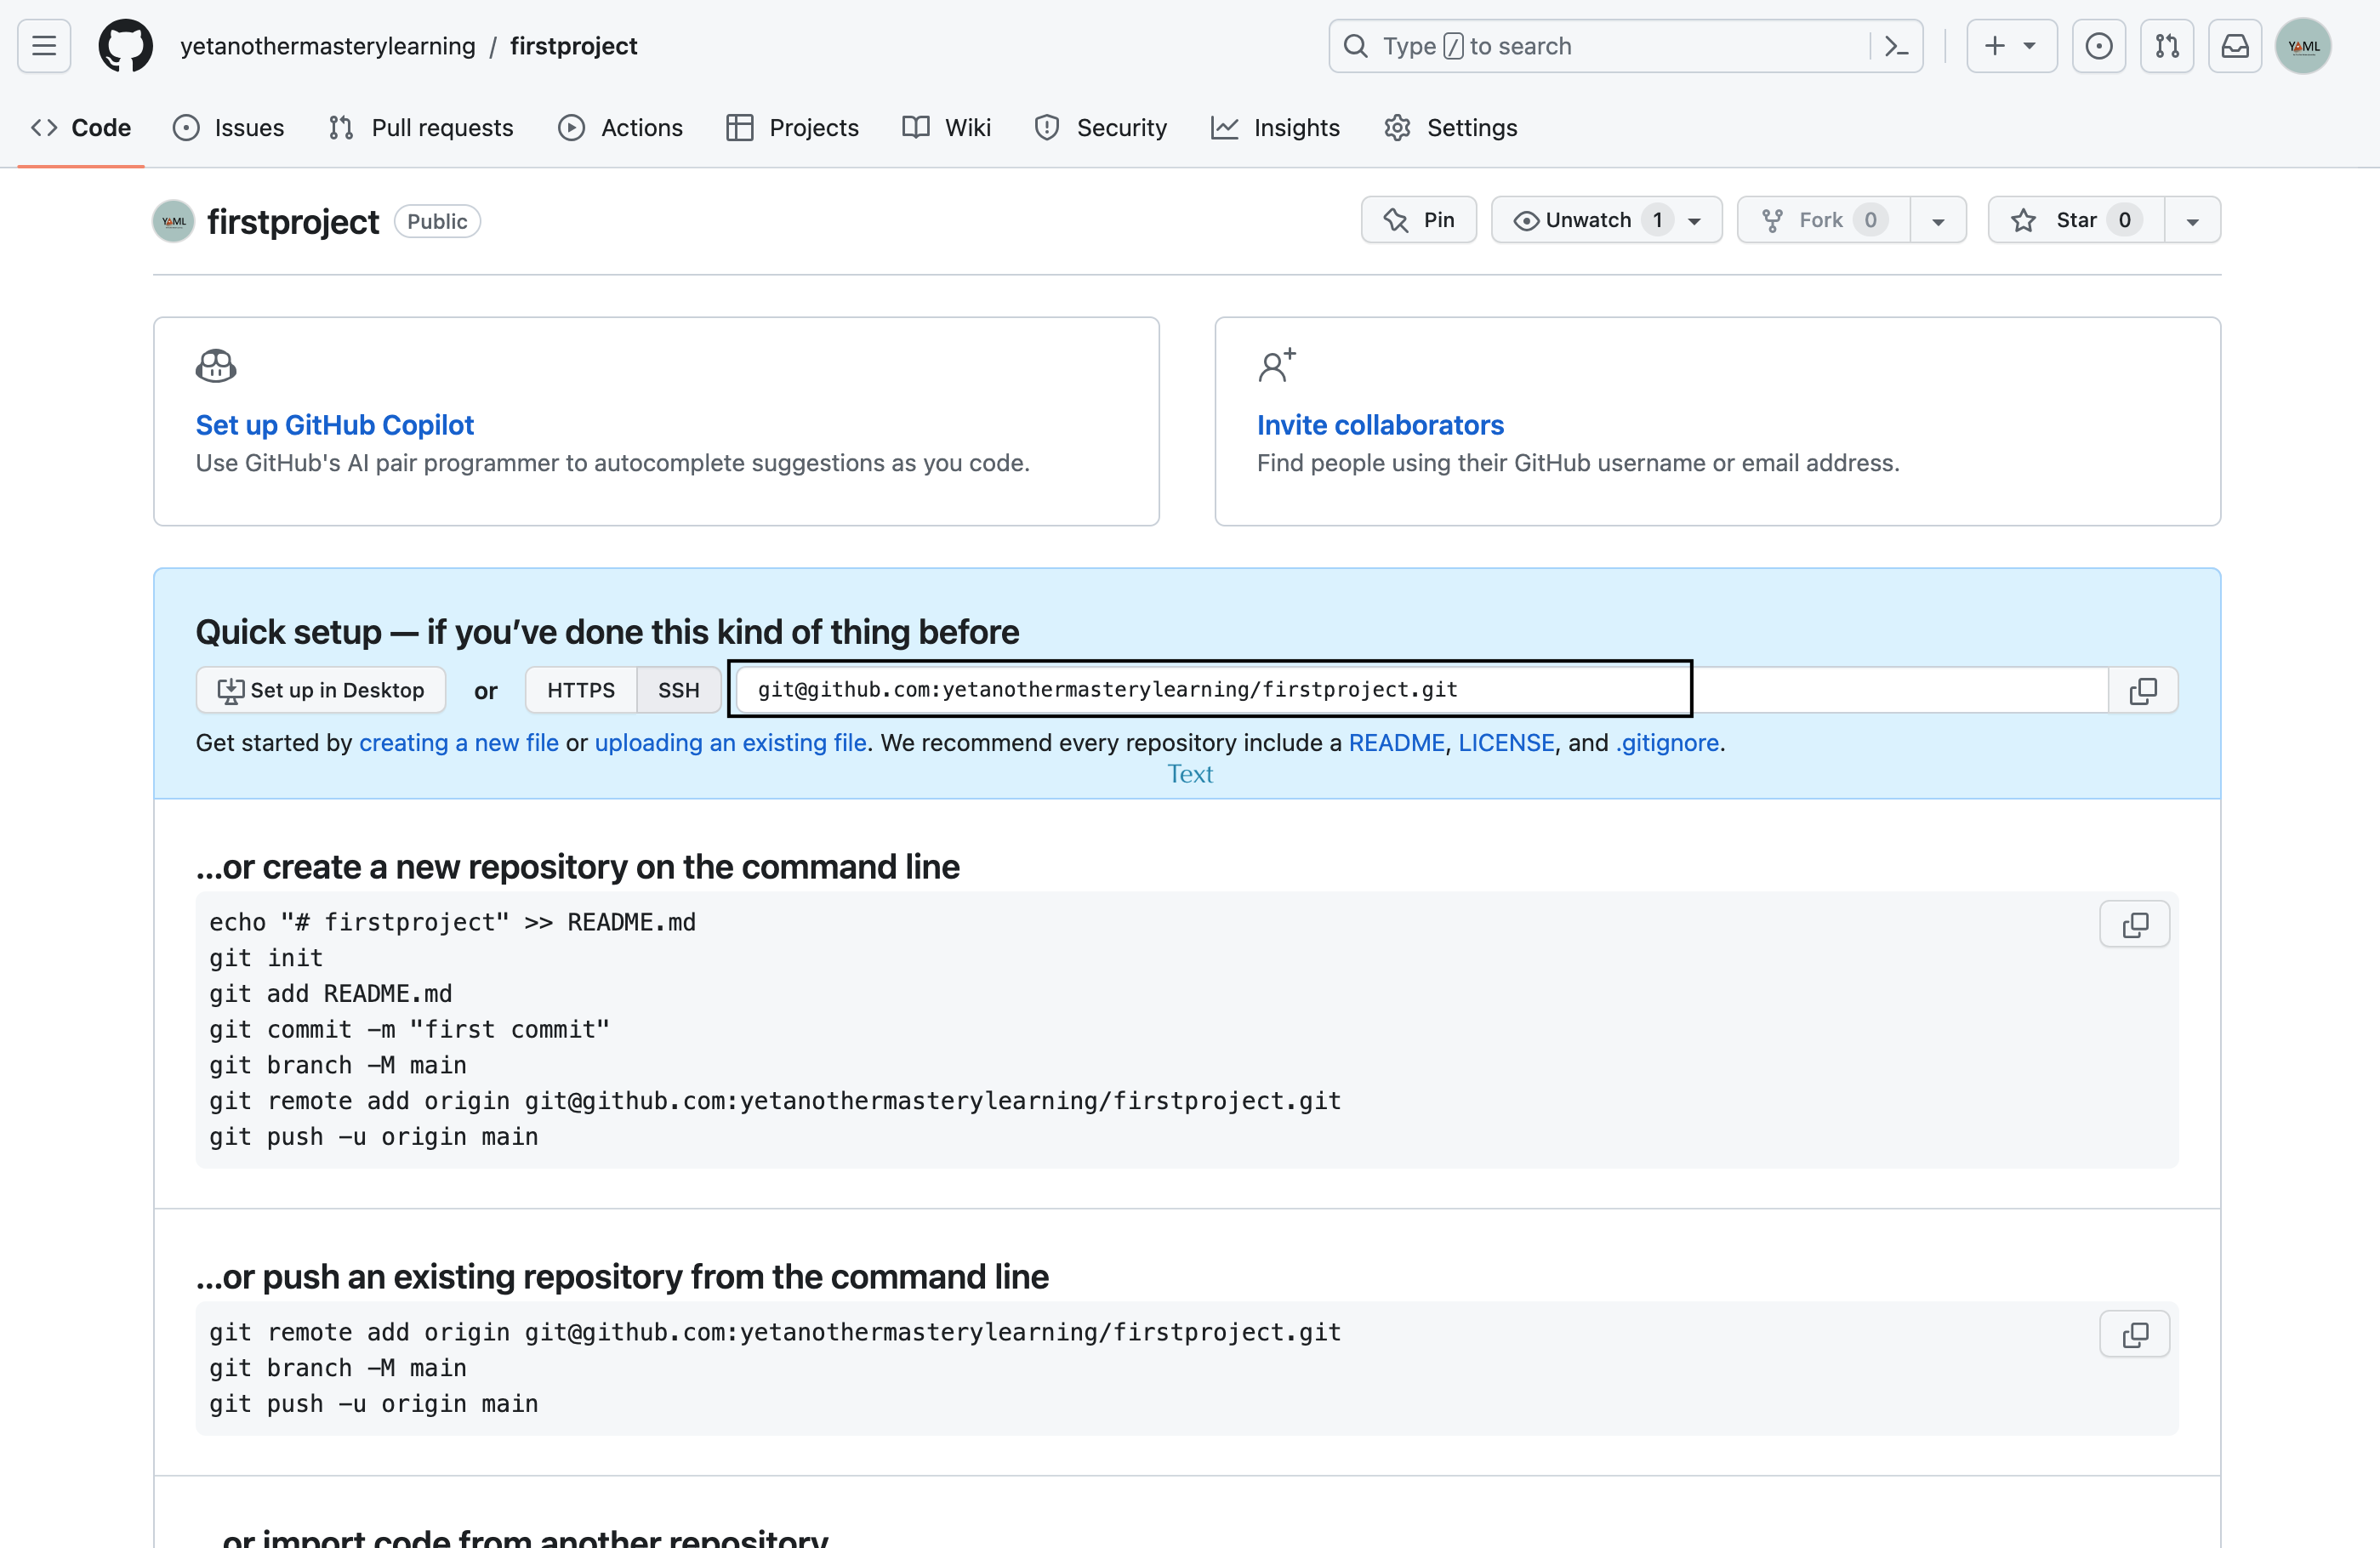 yetanothermasterylearning / firstproject
Type / to search
YAML
Code Issues Pull requests Actions Projects Wiki Security Insights Settings
YAML firstproject Public
Pin Unwatch 1 Fork 0 Star 0
Set up GitHub Copilot
Use GitHub's AI pair programmer to autocomplete suggestions as you code.
Invite collaborators
Find people using their GitHub username or email address.
Quick setup — if you’ve done this kind of thing before
Set up in Desktop or HTTPS SSH git@github.com:yetanothermasterylearning/firstproject.git
Get started by creating a new file or uploading an existing file. We recommend every repository include a README, LICENSE, and .gitignore.
Text
…or create a new repository on the command line
echo "# firstproject" >> README.md
git init
git add README.md
git commit -m "first commit"
git branch -M main
git remote add origin git@github.com:yetanothermasterylearning/firstproject.git
git push -u origin main
…or push an existing repository from the command line
git remote add origin git@github.com:yetanothermasterylearning/firstproject.git
git branch -M main
git push -u origin main
or import code from another repository